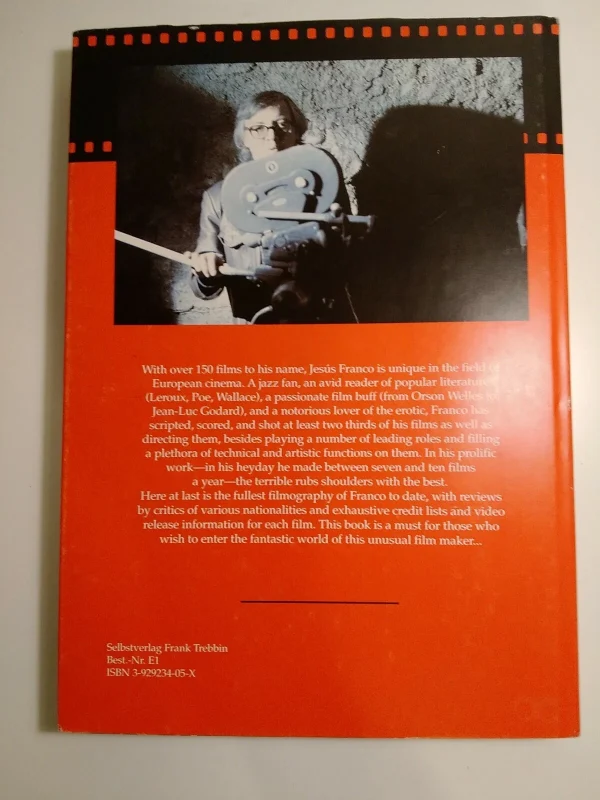 With over 150 films to his name, Jesús Franco is unique in the field of
European cinema. A jazz fan, an avid reader of popular literature
(Leroux, Poe, Wallace), a passionate film buff (from Orson Welles to
Jean-Luc Godard), and a notorious lover of the erotic, Franco has
scripted, scored, and shot at least two thirds of his films as well as
directing them, besides playing a number of leading roles and filling
a plethora of technical and artistic functions on them. In his prolific
work—in his heyday he made between seven and ten films
a year—the terrible rubs shoulders with the best.
Here at last is the fullest filmography of Franco to date, with reviews
by critics of various nationalities and exhaustive credit lists and video
release information for each film. This book is a must for those who
wish to enter the fantastic world of this unusual film maker...
Selbstverlag Frank Trebbin
Best.-Nr. E1
ISBN 3-929234-05-X